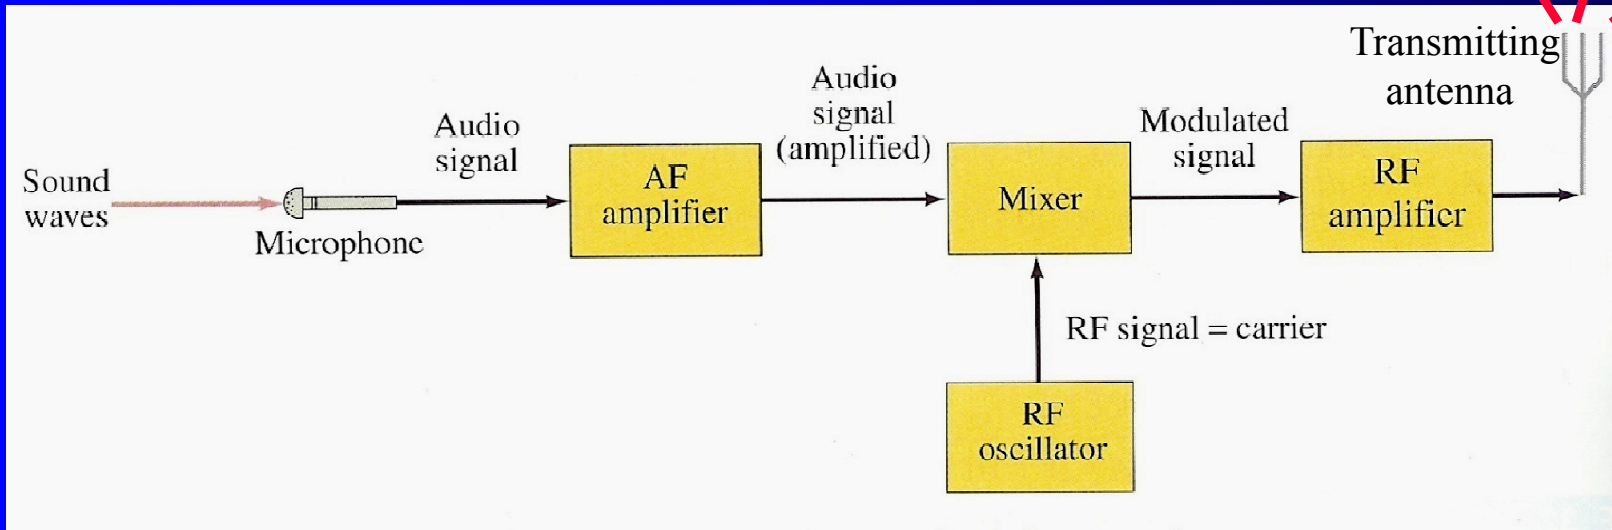 Transmitting
antenna
Audio
signal
(amplified)
Modulated
signal
Audio
signal
Sound
waves
Microphone
AF
amplifier
Mixer
RF
amplifier
RF signal = carrier
RF
oscillator